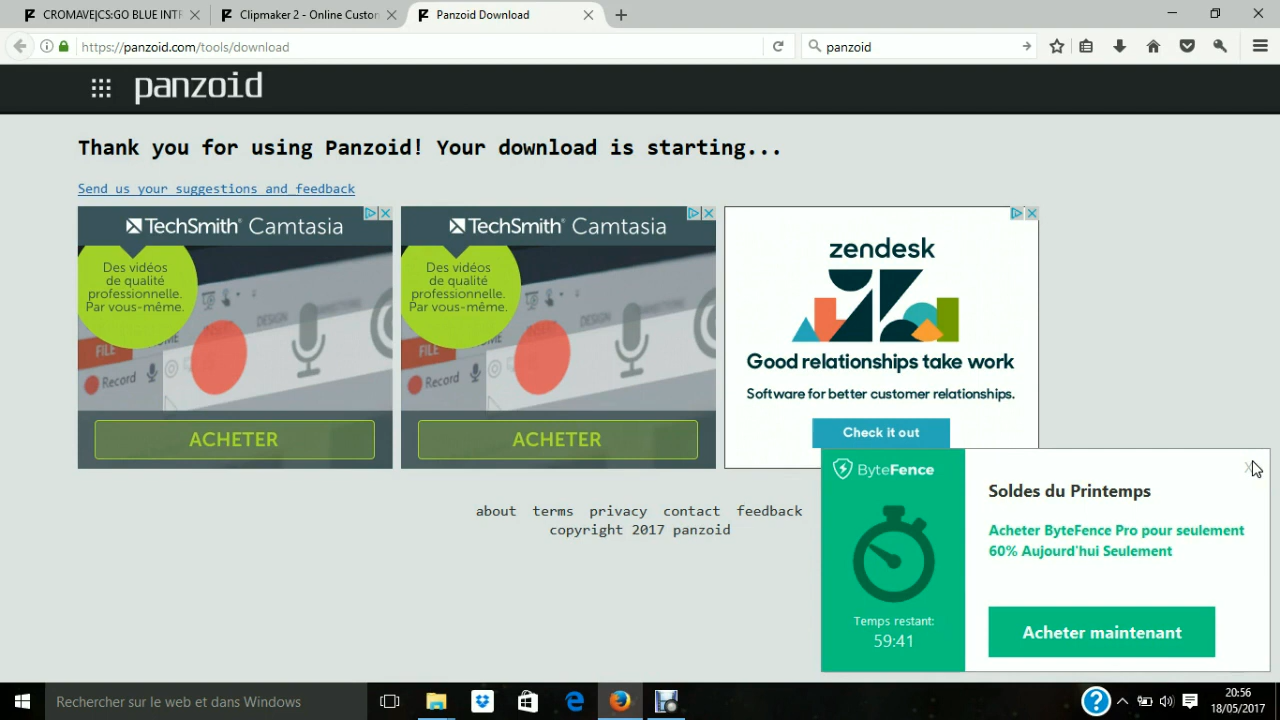 CROMAVE|CS:GO BLUE INTR
Clipmaker 2 - Online Custon
Panzoid Download
https://panzoid.com/tools/download
panzoid
panzoid
Thank you for using Panzoid! Your download is starting...
Send us your suggestions and feedback
TechSmith Camtasia
Des vidéos
de qualité
professionnelle.
Par vous-même.
DESIGN
FILE
Record
ACHETER
TechSmith Camtasia
Des vidéos
de qualité
professionnelle.
Par vous-même.
DESIGN
FILE
Record
ACHETER
zendesk
Good relationships take work
Software for better customer relationships.
Check it out
about terms privacy contact feedback
copyright 2017 panzoid
ByteFence
Temps restant:
59:41
Soldes du Printemps
Acheter ByteFence Pro pour seulement
60% Aujourd'hui Seulement
Acheter maintenant
Rechercher sur le web et dans Windows
20:56
18/05/2017